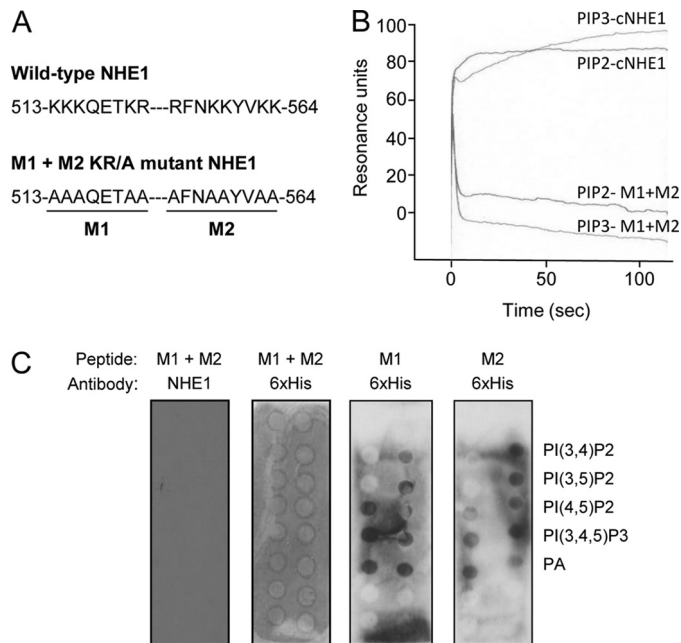 A
Wild-type NHE1
513-KKKQETKR---RFNKKYVKK-564
M1 + M2 KR/A mutant NHE1
513-AAAQETAA---AFNAAYVAA-564
M1 M2
B
Resonance units
100
80
60
100
40
20
0
PIP3-cNHE1
PIP2-cNHE1
PIP2- M1+M2
PIP3- M1+M2
0 50 100
Time (sec)
C
Peptide: M1 + M2 M1 + M2 M1 M2
Antibody: NHE1 6xHis 6xHis 6xHis
PI(3,4)P2
PI(3,5)P2
PI(4,5)P2
PI(3,4,5)P3
PA